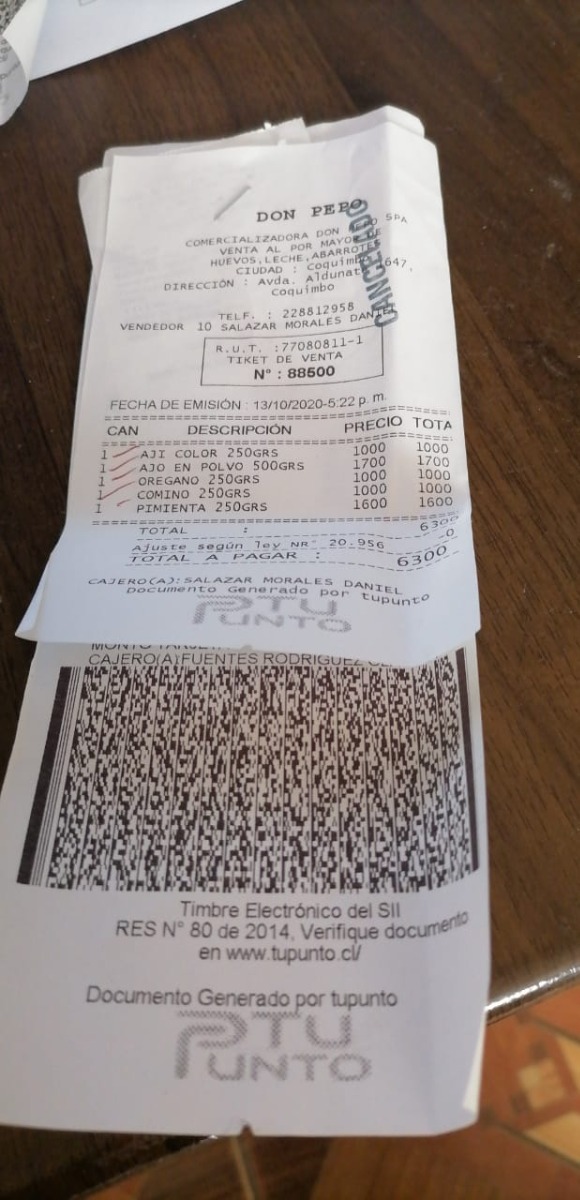 DON PEPO
COMERCIALIZADORA DON PEPO SPA
VENTA AL POR MAYOR DE
HUEVOS,LECHE,ABARROTES
CIUDAD : Coquimbo
DIRECCIÓN : Avda. Aldunate 1647,
Coquimbo
CANCELADO
TELF. : 228812958
VENDEDOR 10 SALAZAR MORALES DANIEL
R.U.T. :77080811-1
TIKET DE VENTA
N° : 88500
FECHA DE EMISIÓN : 13/10/2020-5:22 p. m.
CAN DESCRIPCIÓN PRECIO TOTA
1 AJI COLOR 250GRS 1000 1000
1 AJO EN POLVO 500GRS 1700 1700
1 OREGANO 250GRS 1000 1000
1 COMINO 250GRS 1000 1000
1 PIMIENTA 250GRS 1600 1600
TOTAL : 6300
Ajuste según ley NR° 20.956 -0
TOTAL A PAGAR : 6300
CAJERO(A):SALAZAR MORALES DANIEL
Documento Generado por tupunto
TU PUNTO
CAJERO(A):FUENTES RODRIGUEZ
Timbre Electrónico del SII
RES N° 80 de 2014, Verifique documento
en www.tupunto.cl/
Documento Generado por tupunto
TU PUNTO